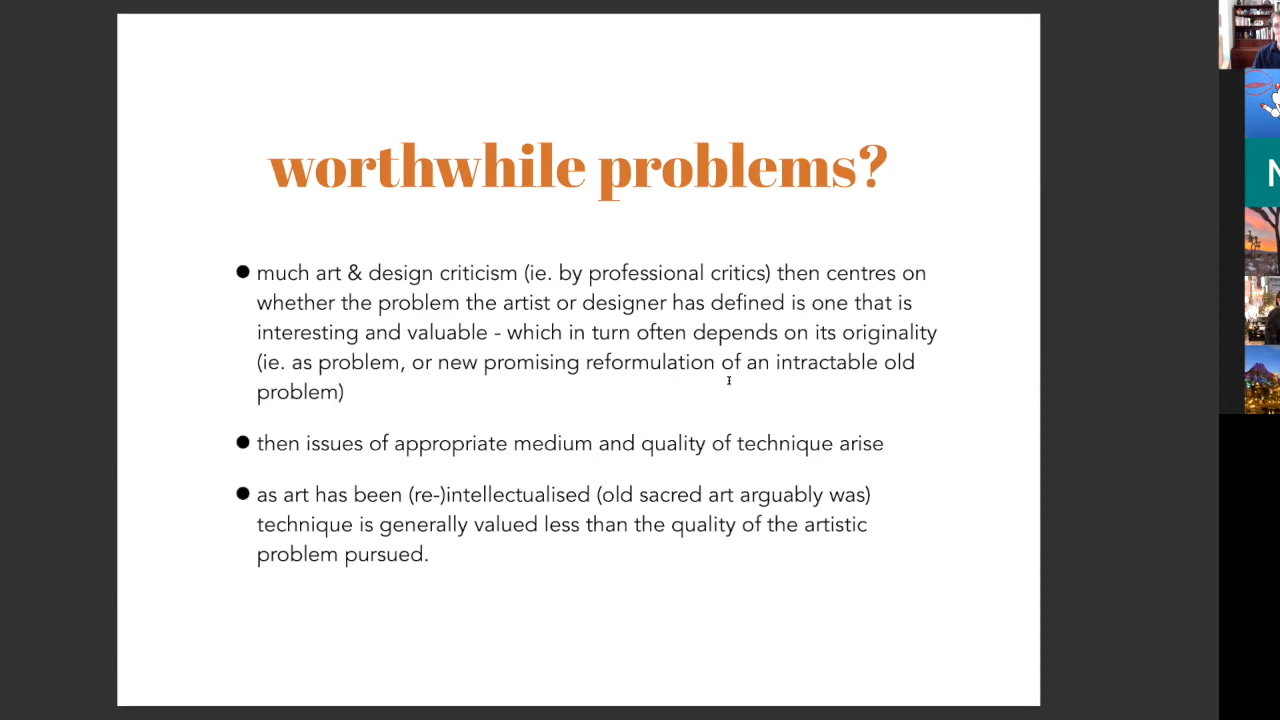 worthwhile problems?
● much art & design criticism (ie. by professional critics) then centres on
whether the problem the artist or designer has defined is one that is
interesting and valuable - which in turn often depends on its originality
(ie. as problem, or new promising reformulation of an intractable old
problem)
● then issues of appropriate medium and quality of technique arise
● as art has been (re-)intellectualised (old sacred art arguably was)
technique is generally valued less than the quality of the artistic
problem pursued.
N